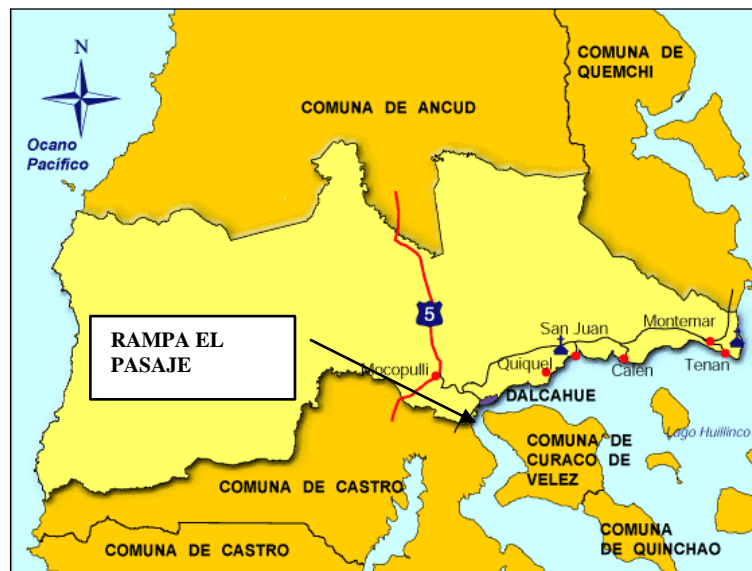 N
COMUNA DE
QUEMCHI
COMUNA DE ANCUD
Ocano
Pacífico
5
RAMPA EL
PASAJE
San Juan
Montemar
Mocopulli
Quiquel
Calen
Tenan
DALCAHUE
Lago Huillinco
COMUNA DE
CURACO DE
VELEZ
COMUNA DE CASTRO
COMUNA DE CASTRO
COMUNA
DE QUINCHAO